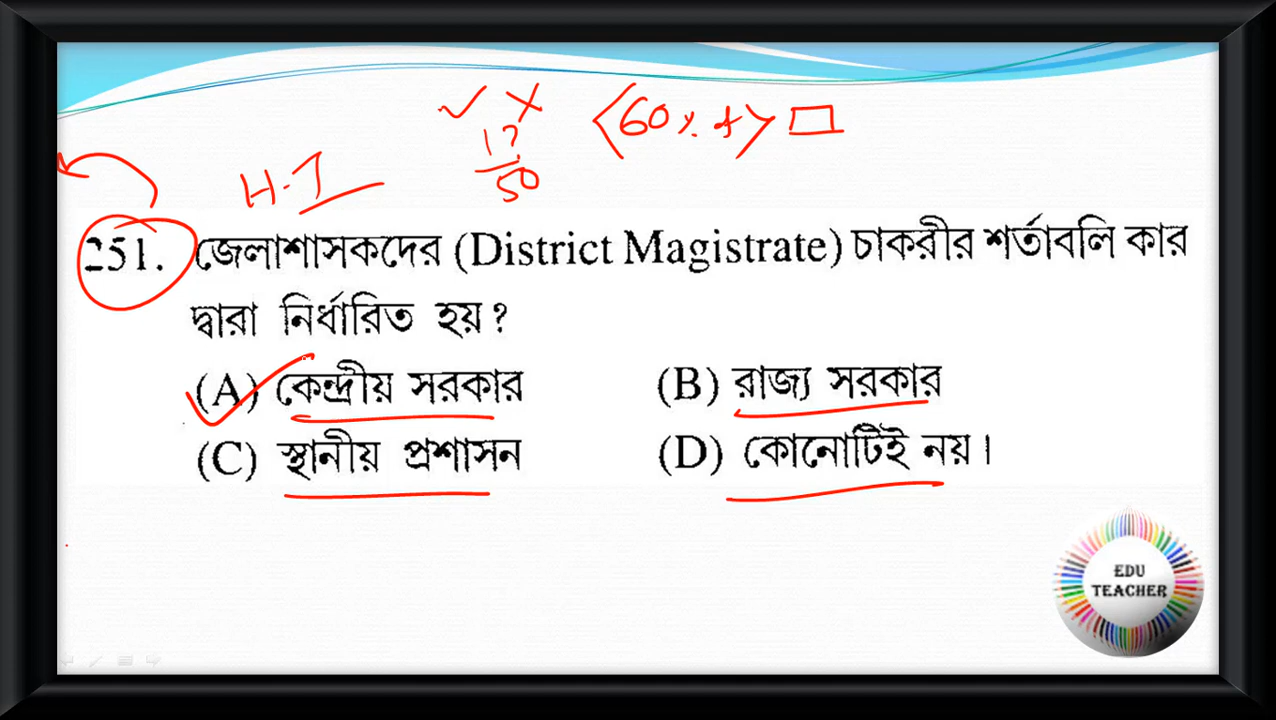 ✓ X <60% +> □
17
50
H.I
251. জেলাশাসকদের (District Magistrate) চাকরীর শর্তাবলি কার
দ্বারা নির্ধারিত হয়?
(A) কেন্দ্রীয় সরকার (B) রাজ্য সরকার
(C) স্থানীয় প্রশাসন (D) কোনোটিই নয়।
EDU
TEACHER